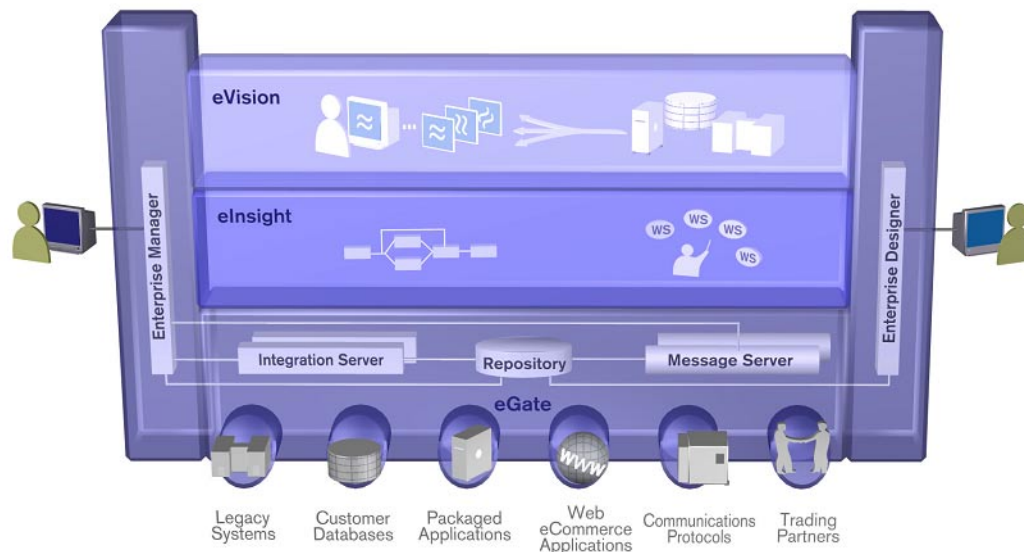 eVision
eInsight
WS
WS
WS
WS
Enterprise Manager
Enterprise Designer
Integration Server
Repository
Message Server
eGate
www
Legacy
Systems
Customer
Databases
Packaged
Applications
Web
eCommerce
Applications
Communications
Protocols
Trading
Partners